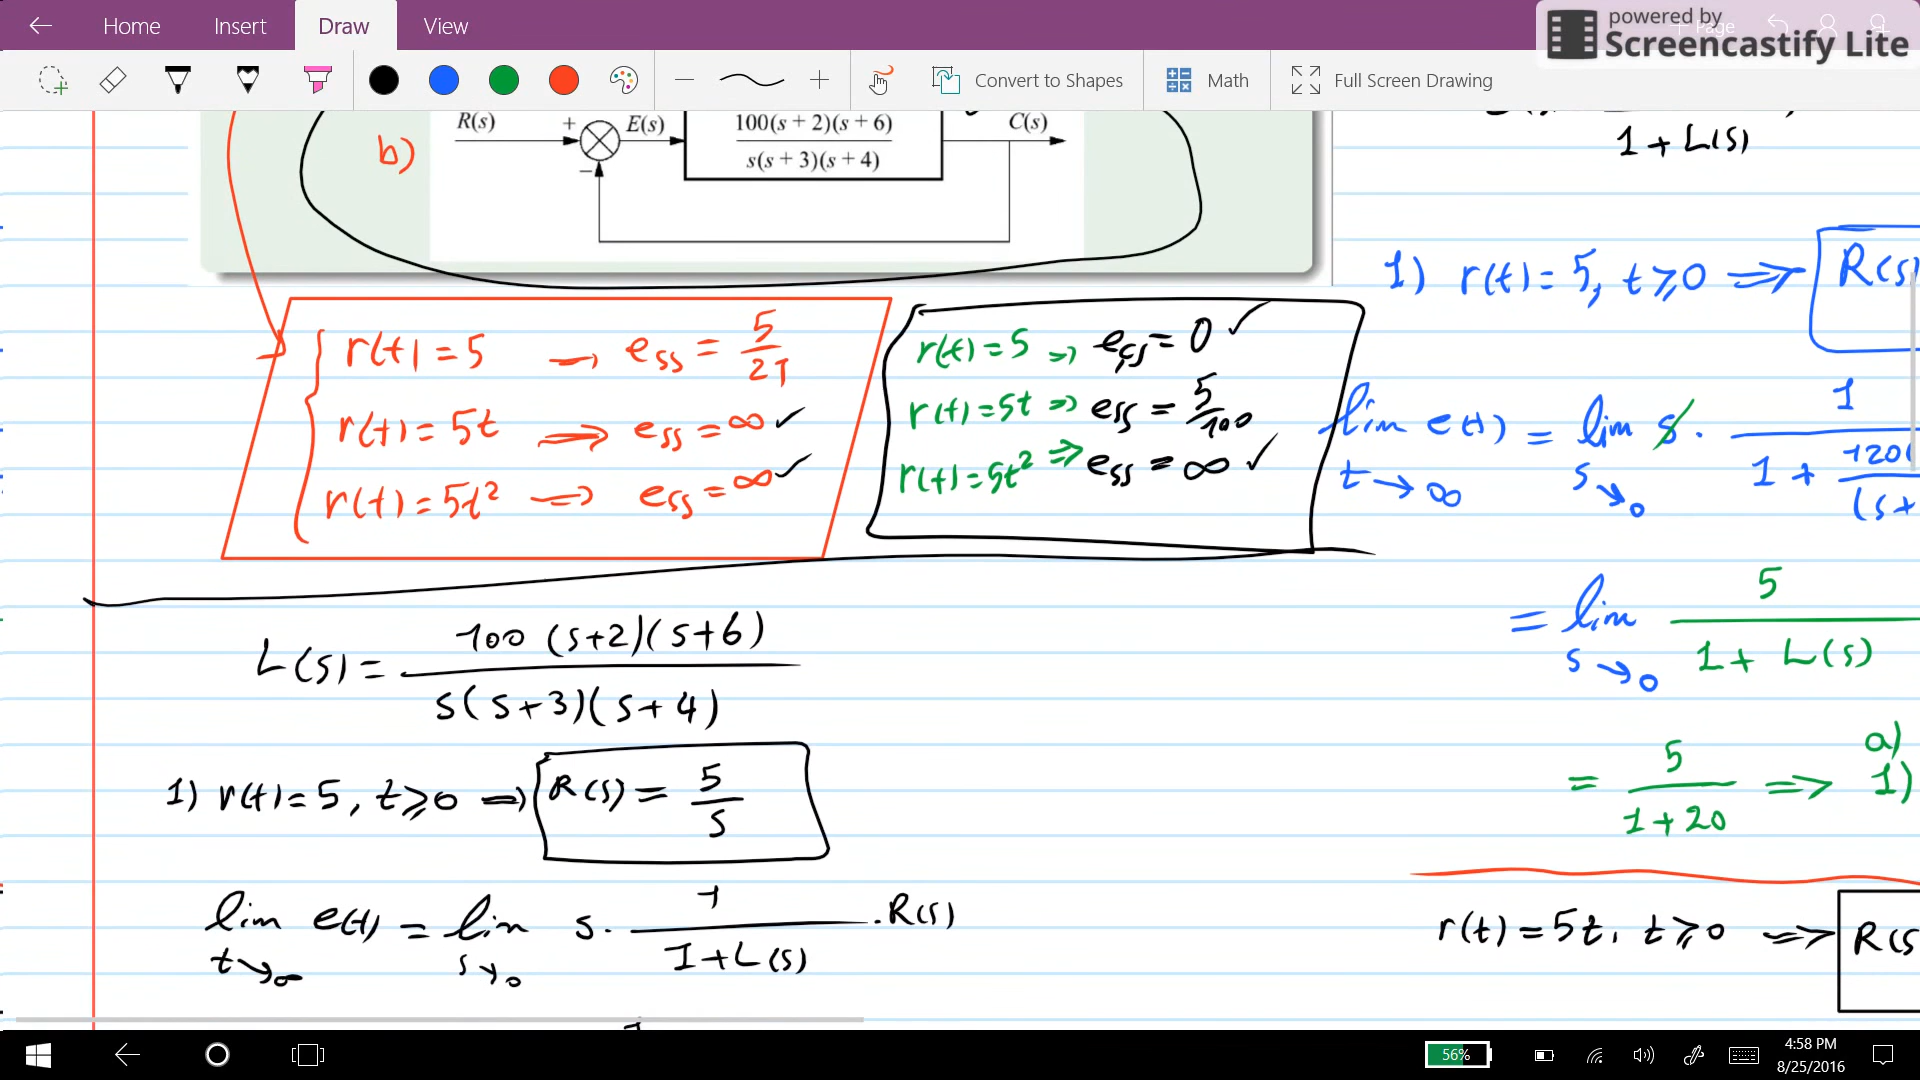 Home Insert Draw View
powered by
Screencastify Lite
Convert to Shapes Math Full Screen Drawing
b)
R(s) + E(s) 100(s + 2)(s + 6) C(s)
s(s + 3)(s + 4)
−
1 + L(s)
r(t) = 5 → ess = 5/21
r(t) = 5t ⇒ ess = ∞ ✓
r(t) = 5t² ⇒ ess = ∞ ✓
r(t) = 5 ⇒ ess = 0 ✓
r(t) = 5t ⇒ ess = 5/100
r(t) = 5t² ⇒ ess = ∞ ✓
L(s) = 100 (s+2)(s+6)
s(s+3)(s+4)
1) r(t) = 5, t ≥ 0 → R(s) = 5/s
lim e(t) = lim s · 1/(1 + L(s)) · R(s)
t→∞ s→0
1) r(t) = 5, t ≥ 0 ⇒ R(s)
lim e(t) = lim s · 1
t→∞ s→0 1 + 120(
(s+
= lim 5
s→0 1 + L(s)
= 5/(1+20) ⇒ a) 1)
r(t) = 5t, t ≥ 0 ⇒ R(s
56%
4:58 PM
8/25/2016